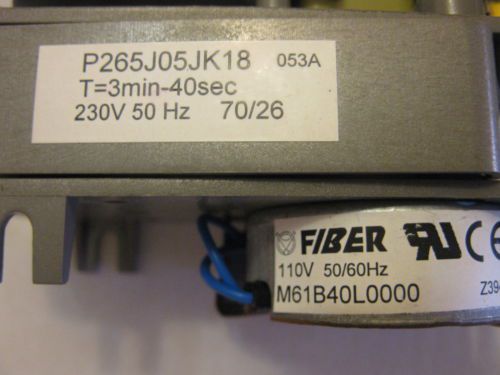 P265J05JK18 053A
T=3min-40sec
230V 50 Hz 70/26
FIBER
110V 50/60Hz
M61B40L0000